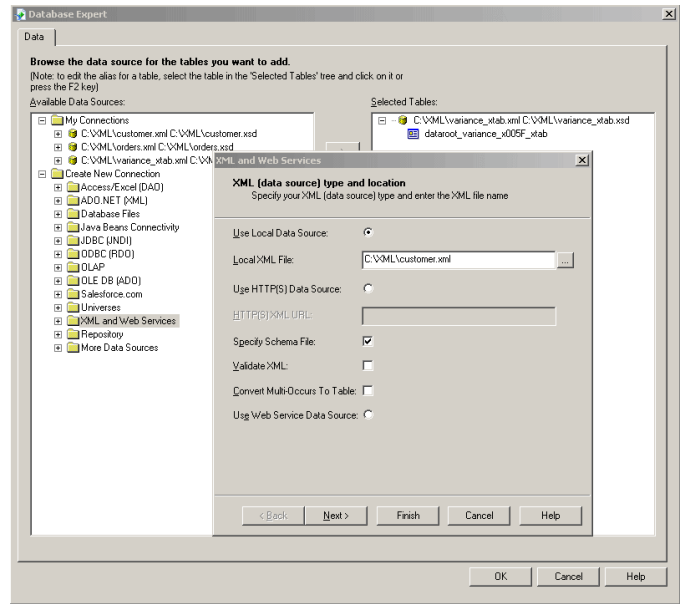 Database Expert
Data
Browse the data source for the tables you want to add.
(Note: to edit the alias for a table, select the table in the 'Selected Tables' tree and click on it or
press the F2 key)
Available Data Sources:
Selected Tables:
My Connections
C:\XML\customer.xml C:\XML\customer.xsd
C:\XML\orders.xml C:\XML\orders.xsd
C:\XML\variance_xtab.xml C:\XM
Create New Connection
Access/Excel (DAO)
ADO.NET (XML)
Database Files
Java Beans Connectivity
JDBC (JNDI)
ODBC (RDO)
OLAP
OLE DB (ADO)
Salesforce.com
Universes
XML and Web Services
Repository
More Data Sources
C:\XML\variance_xtab.xml C:\XML\variance_xtab.xsd
dataroot_variance_x005F_xtab
XML and Web Services
XML (data source) type and location
Specify your XML (data source) type and enter the XML file name
Use Local Data Source:
Local XML File:
C:\XML\customer.xml
...
Use HTTP(S) Data Source:
HTTP(S) XML URL:
Specify Schema File:
Validate XML:
Convert Multi-Occurs To Table:
Use Web Service Data Source:
< Back
Next >
Finish
Cancel
Help
OK
Cancel
Help